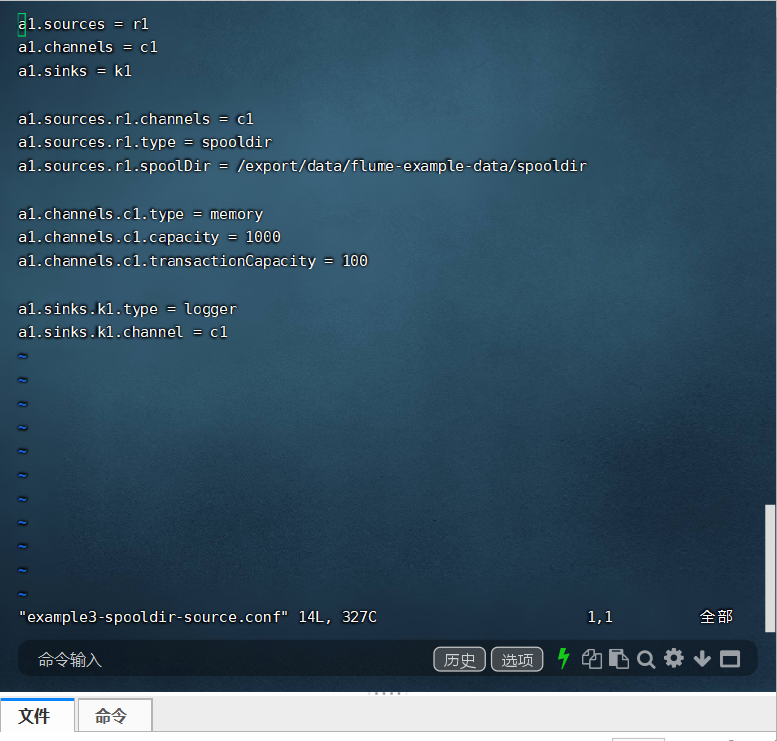 a1.sources = r1
a1.channels = c1
a1.sinks = k1
a1.sources.r1.channels = c1
a1.sources.r1.type = spooldir
a1.sources.r1.spoolDir = /export/data/flume-example-data/spooldir
a1.channels.c1.type = memory
a1.channels.c1.capacity = 1000
a1.channels.c1.transactionCapacity = 100
a1.sinks.k1.type = logger
a1.sinks.k1.channel = c1
~
~
~
~
~
~
~
~
~
~
~
"example3-spooldir-source.conf" 14L, 327C 1,1 全部
命令输入 历史 选项
文件 命令